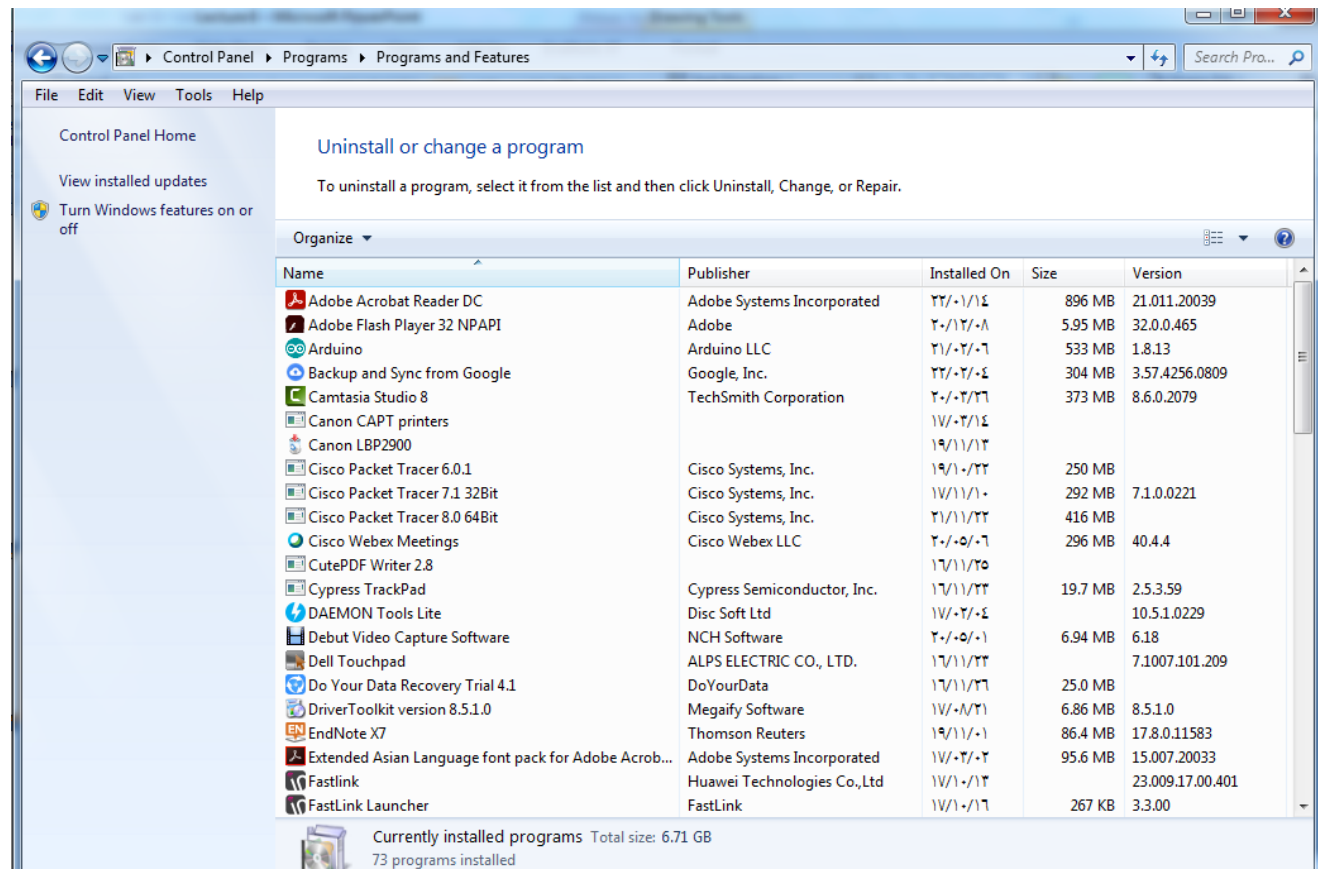 Control Panel ▸ Programs ▸ Programs and Features
Search Pro...
File Edit View Tools Help
Control Panel Home
View installed updates
Turn Windows features on or
off
Uninstall or change a program
To uninstall a program, select it from the list and then click Uninstall, Change, or Repair.
Organize
Name Publisher Installed On Size Version
Adobe Acrobat Reader DC Adobe Systems Incorporated ٢٢/٠١/١٤ 896 MB 21.011.20039
Adobe Flash Player 32 NPAPI Adobe ٢٠/١٢/٠٨ 5.95 MB 32.0.0.465
Arduino Arduino LLC ٢١/٠٢/٠٦ 533 MB 1.8.13
Backup and Sync from Google Google, Inc. ٢٢/٠٢/٠٤ 304 MB 3.57.4256.0809
Camtasia Studio 8 TechSmith Corporation ٢٠/٠٣/٢٦ 373 MB 8.6.0.2079
Canon CAPT printers ١٧/٠٣/١٤
Canon LBP2900 ١٩/١١/١٣
Cisco Packet Tracer 6.0.1 Cisco Systems, Inc. ١٩/١٠/٢٢ 250 MB
Cisco Packet Tracer 7.1 32Bit Cisco Systems, Inc. ١٧/١١/١٠ 292 MB 7.1.0.0221
Cisco Packet Tracer 8.0 64Bit Cisco Systems, Inc. ٢١/١١/٢٢ 416 MB
Cisco Webex Meetings Cisco Webex LLC ٢٠/٠٥/٠٦ 296 MB 40.4.4
CutePDF Writer 2.8 ١٦/١١/٢٥
Cypress TrackPad Cypress Semiconductor, Inc. ١٦/١١/٢٣ 19.7 MB 2.5.3.59
DAEMON Tools Lite Disc Soft Ltd ١٧/٠٢/٠٤ 10.5.1.0229
Debut Video Capture Software NCH Software ٢٠/٠٥/٠١ 6.94 MB 6.18
Dell Touchpad ALPS ELECTRIC CO., LTD. ١٦/١١/٢٣ 7.1007.101.209
Do Your Data Recovery Trial 4.1 DoYourData ١٦/١١/٢٦ 25.0 MB
DriverToolkit version 8.5.1.0 Megaify Software ١٧/٠٨/٢١ 6.86 MB 8.5.1.0
EndNote X7 Thomson Reuters ١٩/١١/٠١ 86.4 MB 17.8.0.11583
Extended Asian Language font pack for Adobe Acrob... Adobe Systems Incorporated ١٧/٠٣/٠٢ 95.6 MB 15.007.20033
Fastlink Huawei Technologies Co.,Ltd ١٧/١٠/١٣ 23.009.17.00.401
FastLink Launcher FastLink ١٧/١٠/١٦ 267 KB 3.3.00
Currently installed programs Total size: 6.71 GB
73 programs installed